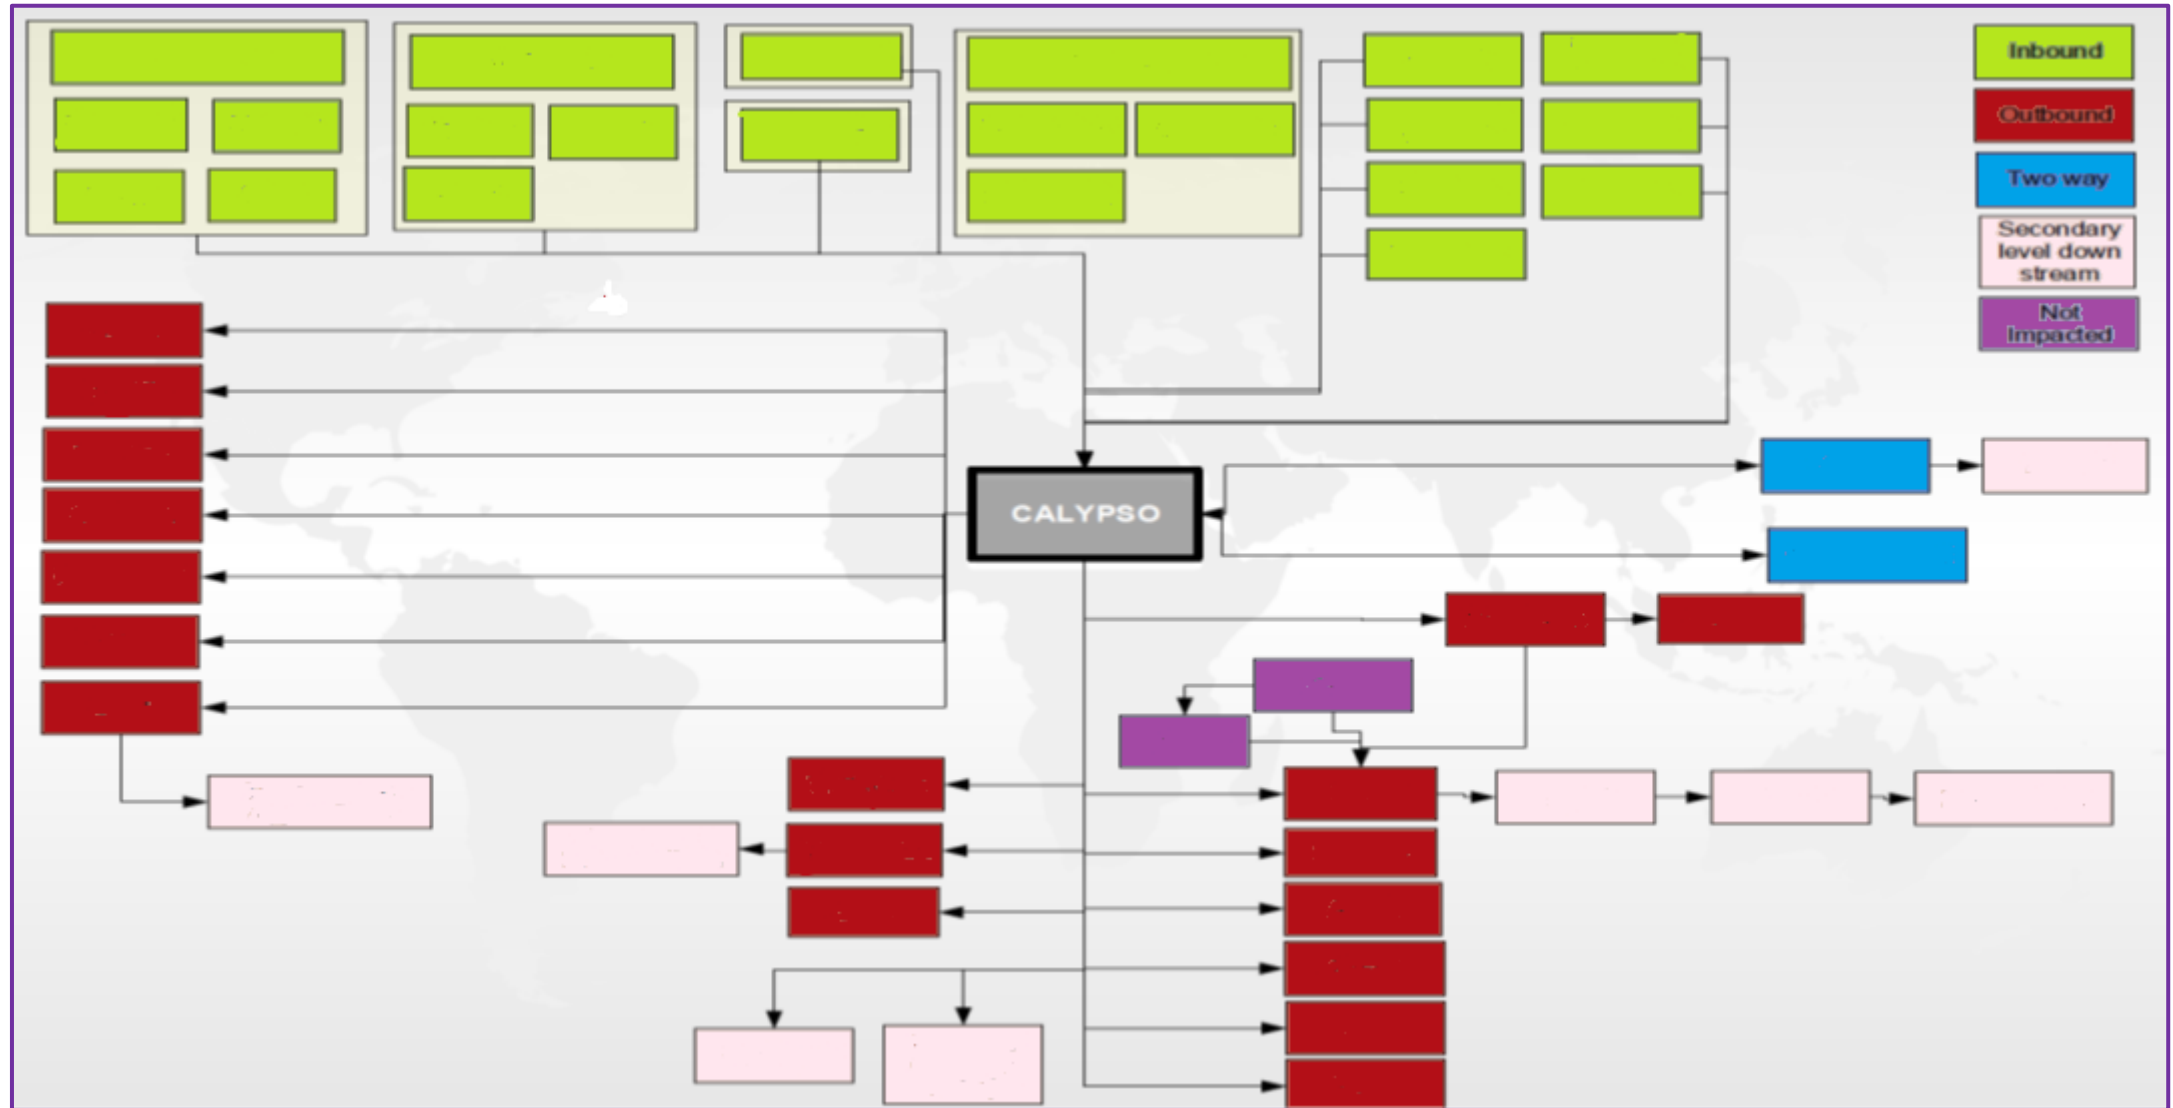 Inbound
Outbound
Two way
Secondary
level down
stream
Not
Impacted
CALYPSO